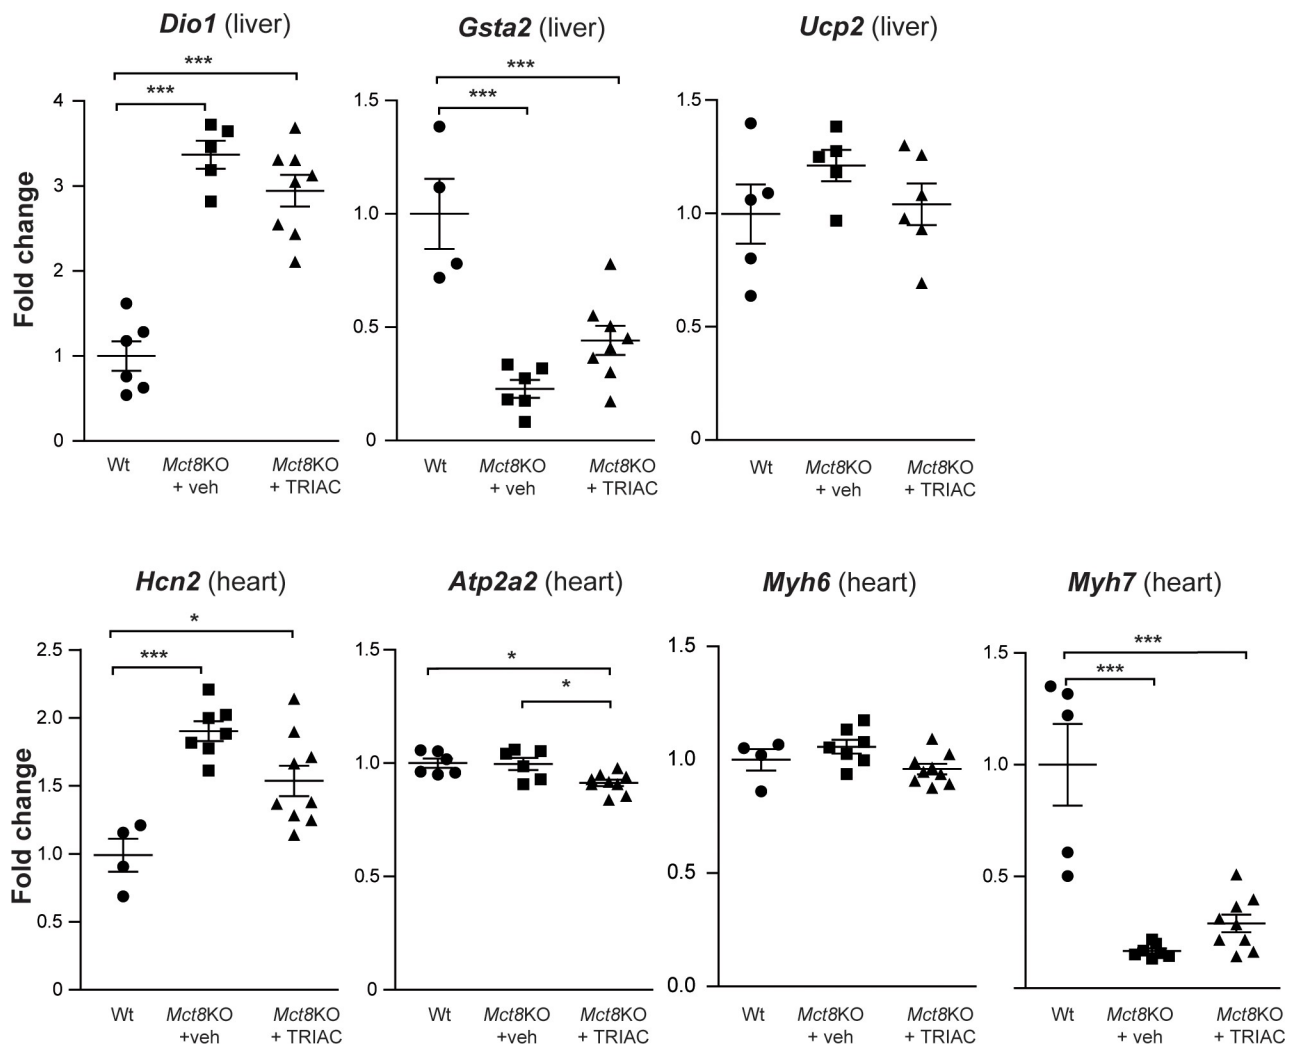 Dio1 (liver)
Gsta2 (liver)
Ucp2 (liver)
***
***
***
***
Fold change
4
3
2
1
0
1.5
1.0
0.5
0
1.5
1.0
0.5
0
Wt
Mct8KO
+ veh
Mct8KO
+ TRIAC
Wt
Mct8KO
+ veh
Mct8KO
+ TRIAC
Wt
Mct8KO
+ veh
Mct8KO
+ TRIAC
Hcn2 (heart)
Atp2a2 (heart)
Myh6 (heart)
Myh7 (heart)
*
***
*
*
***
***
Fold change
2.5
2.0
1.5
1.0
0.5
0
1.5
1.0
0.5
0
1.5
1.0
0.5
0.0
1.5
1.0
0.5
Wt
Mct8KO
+veh
Mct8KO
+ TRIAC
Wt
Mct8KO
+veh
Mct8KO
+ TRIAC
Wt
Mct8KO
+ veh
Mct8KO
+ TRIAC
Wt
Mct8KO
+ veh
Mct8KO
+ TRIAC